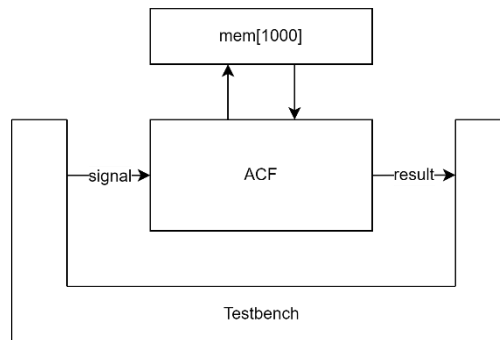 mem[1000]
signal
ACF
result
Testbench